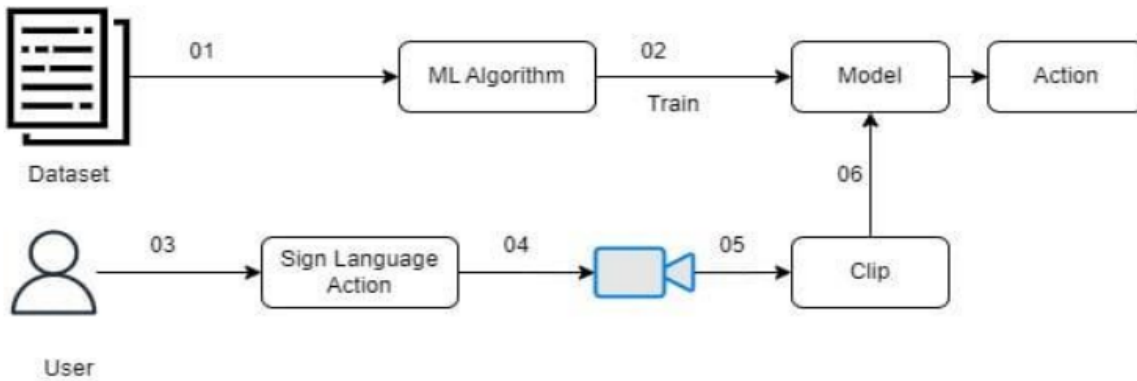 01
ML Algorithm
02
Train
Model
Action
Dataset
06
03
Sign Language
Action
04
05
Clip
User